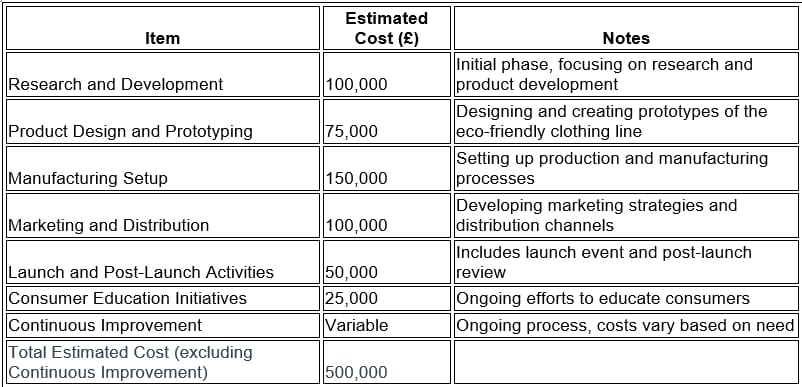 Item
Estimated
Cost (£)
Notes
Research and Development
100,000
Initial phase, focusing on research and
product development
Product Design and Prototyping
75,000
Designing and creating prototypes of the
eco-friendly clothing line
Manufacturing Setup
150,000
Setting up production and manufacturing
processes
Marketing and Distribution
100,000
Developing marketing strategies and
distribution channels
Launch and Post-Launch Activities
50,000
Includes launch event and post-launch
review
Consumer Education Initiatives
25,000
Ongoing efforts to educate consumers
Continuous Improvement
Variable
Ongoing process, costs vary based on need
Total Estimated Cost (excluding
Continuous Improvement)
500,000